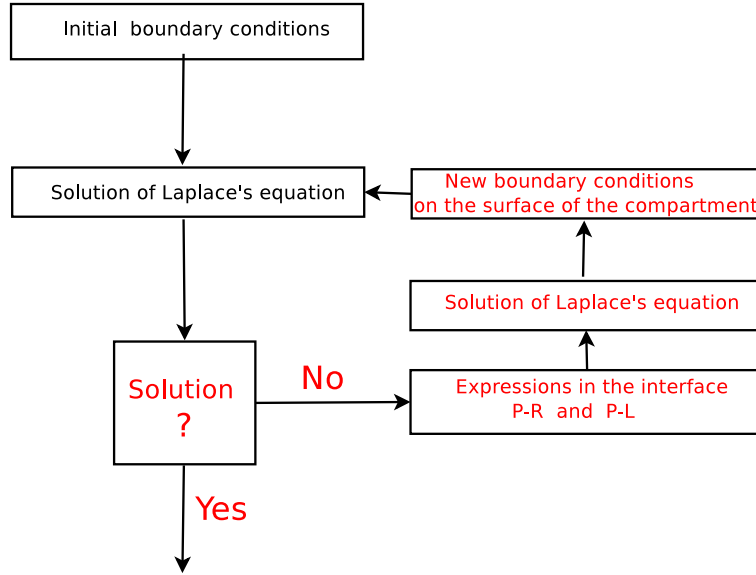 Initial boundary conditions
Solution of Laplace's equation
New boundary conditions
on the surface of the compartment
Solution of Laplace's equation
Solution
?
No
Expressions in the interface
P-R and P-L
Yes